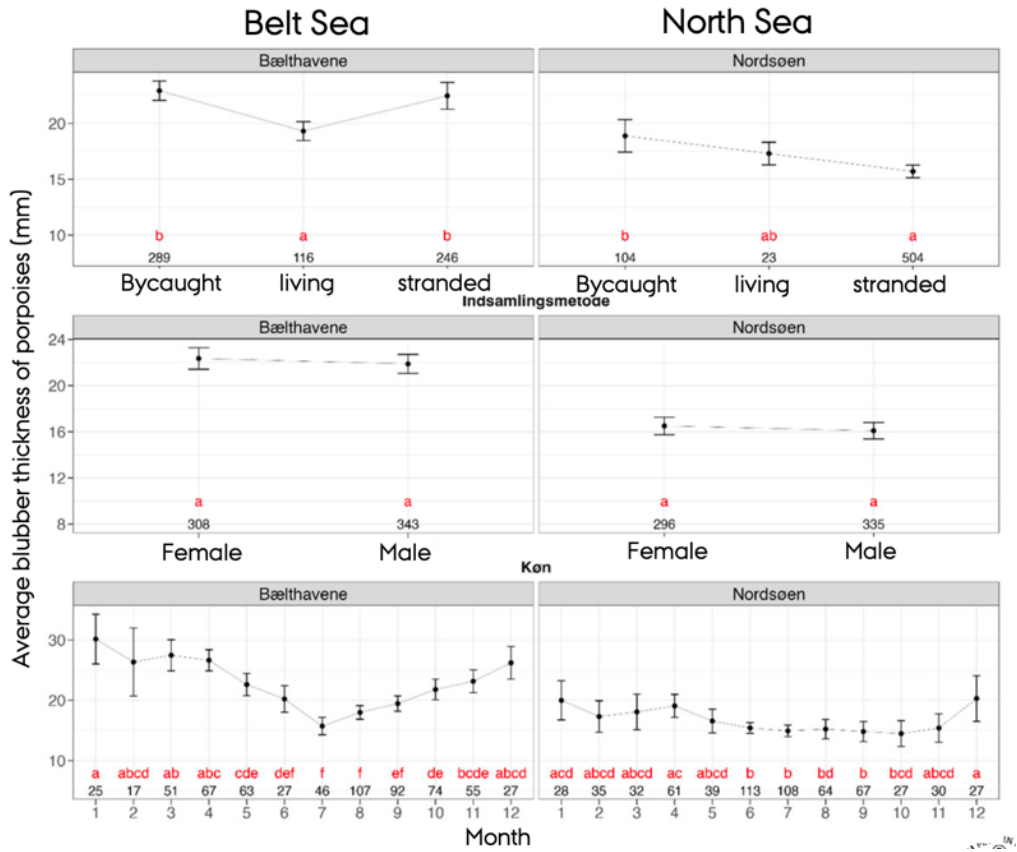 Belt Sea North Sea
Average blubber thickness of porpoises (mm)
Bælthavene Nordsøen
20
15
10
b a b b ab a
289 116 246 104 23 504
Bycaught living stranded Bycaught living stranded
Indsamlingsmetode
Bælthavene Nordsøen
24
20
16
12
8
a a a a
308 343 296 335
Female Male Female Male
Køn
Bælthavene Nordsøen
30
20
10
a abcd ab abc cde def f f ef de bcde abcd acd abcd abcd ac abcd b b bd b bcd abcd a
25 17 51 67 63 27 46 107 92 74 55 27 28 35 32 61 39 113 108 64 67 27 30 27
1 2 3 4 5 6 7 8 9 10 11 12 1 2 3 4 5 6 7 8 9 10 11 12
Month